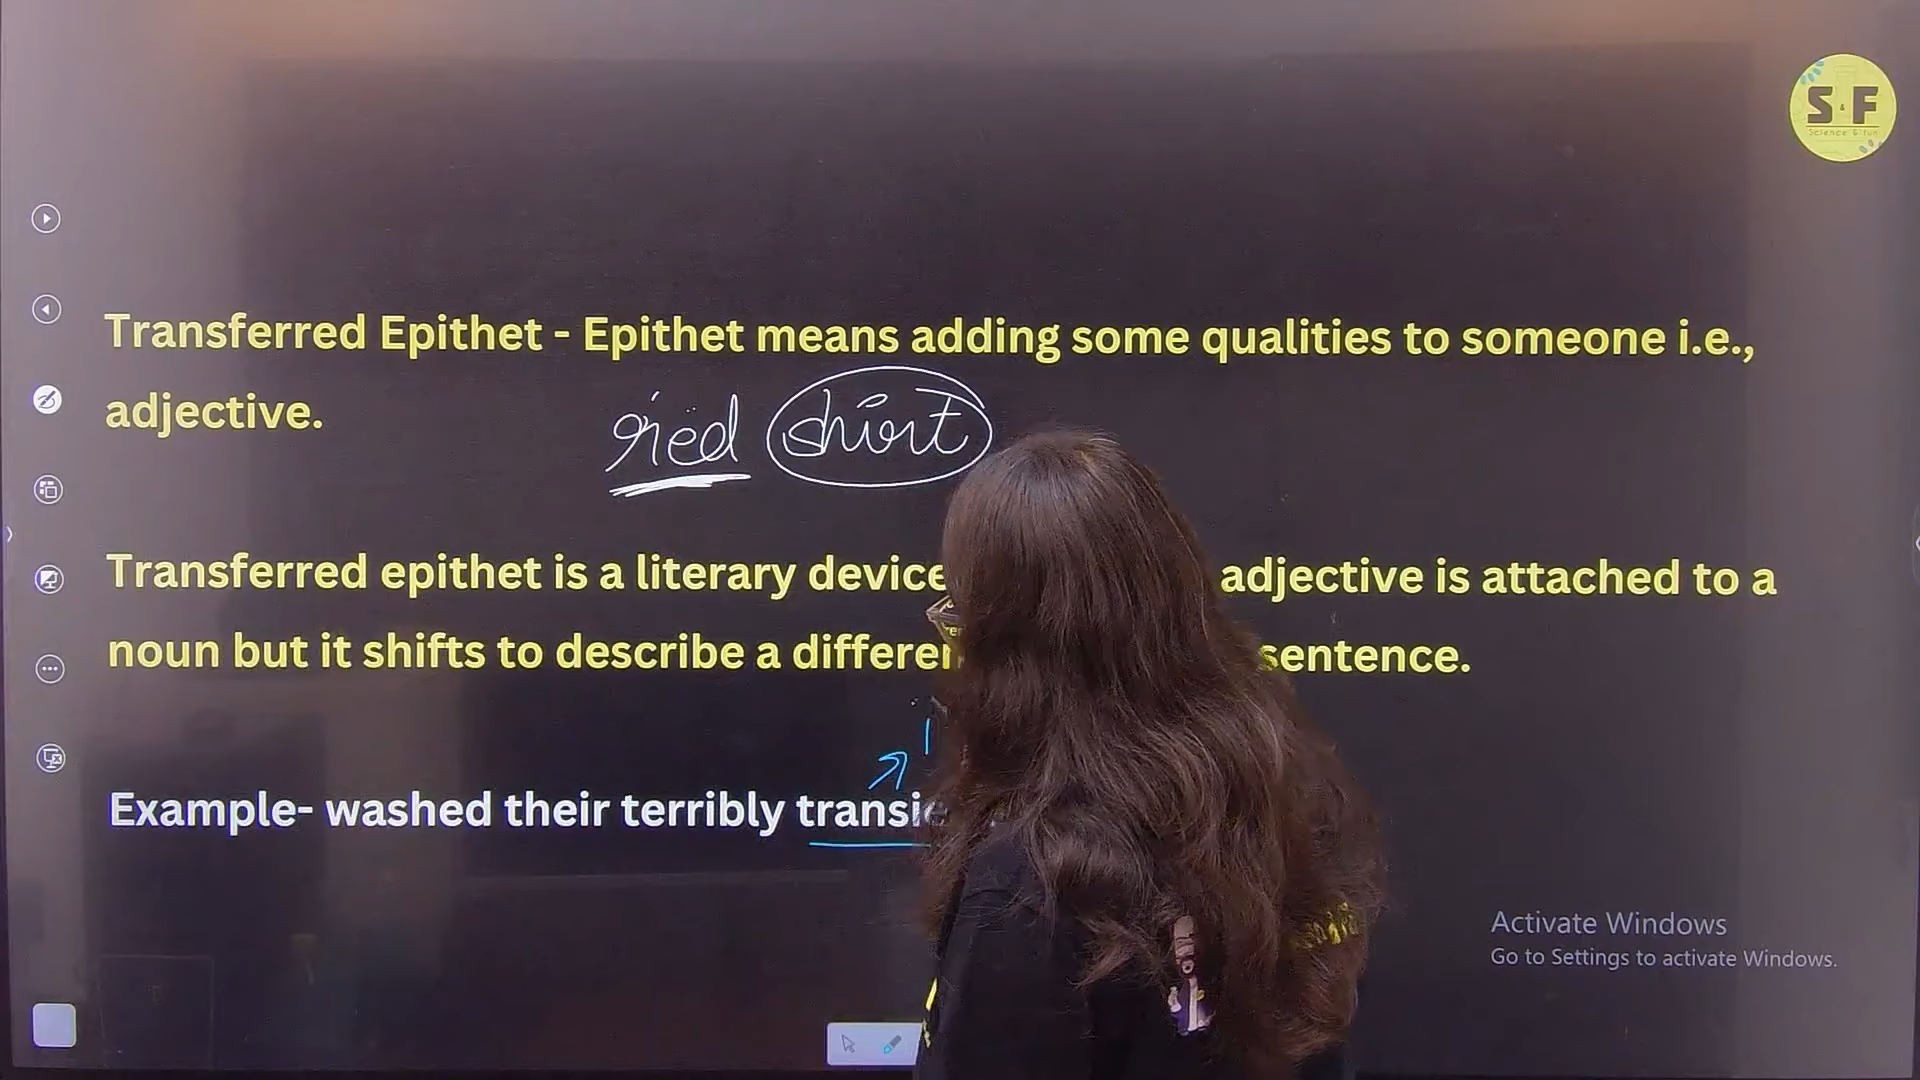 S & F
Science & fun
Transferred Epithet - Epithet means adding some qualities to someone i.e.,
adjective.
red shirt
Transferred epithet is a literary device adjective is attached to a
noun but it shifts to describe a sentence.
Example- washed their terribly
Activate Windows
Go to Settings to activate Windows.